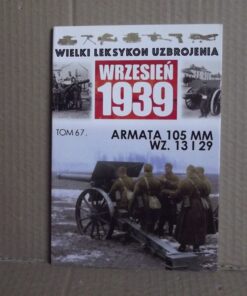 WIELKI LEKSYKON UZBROJENIA
WRZESIEŃ
1939
TOM 67.
ARMATA 105 MM
WZ. 13 I 29